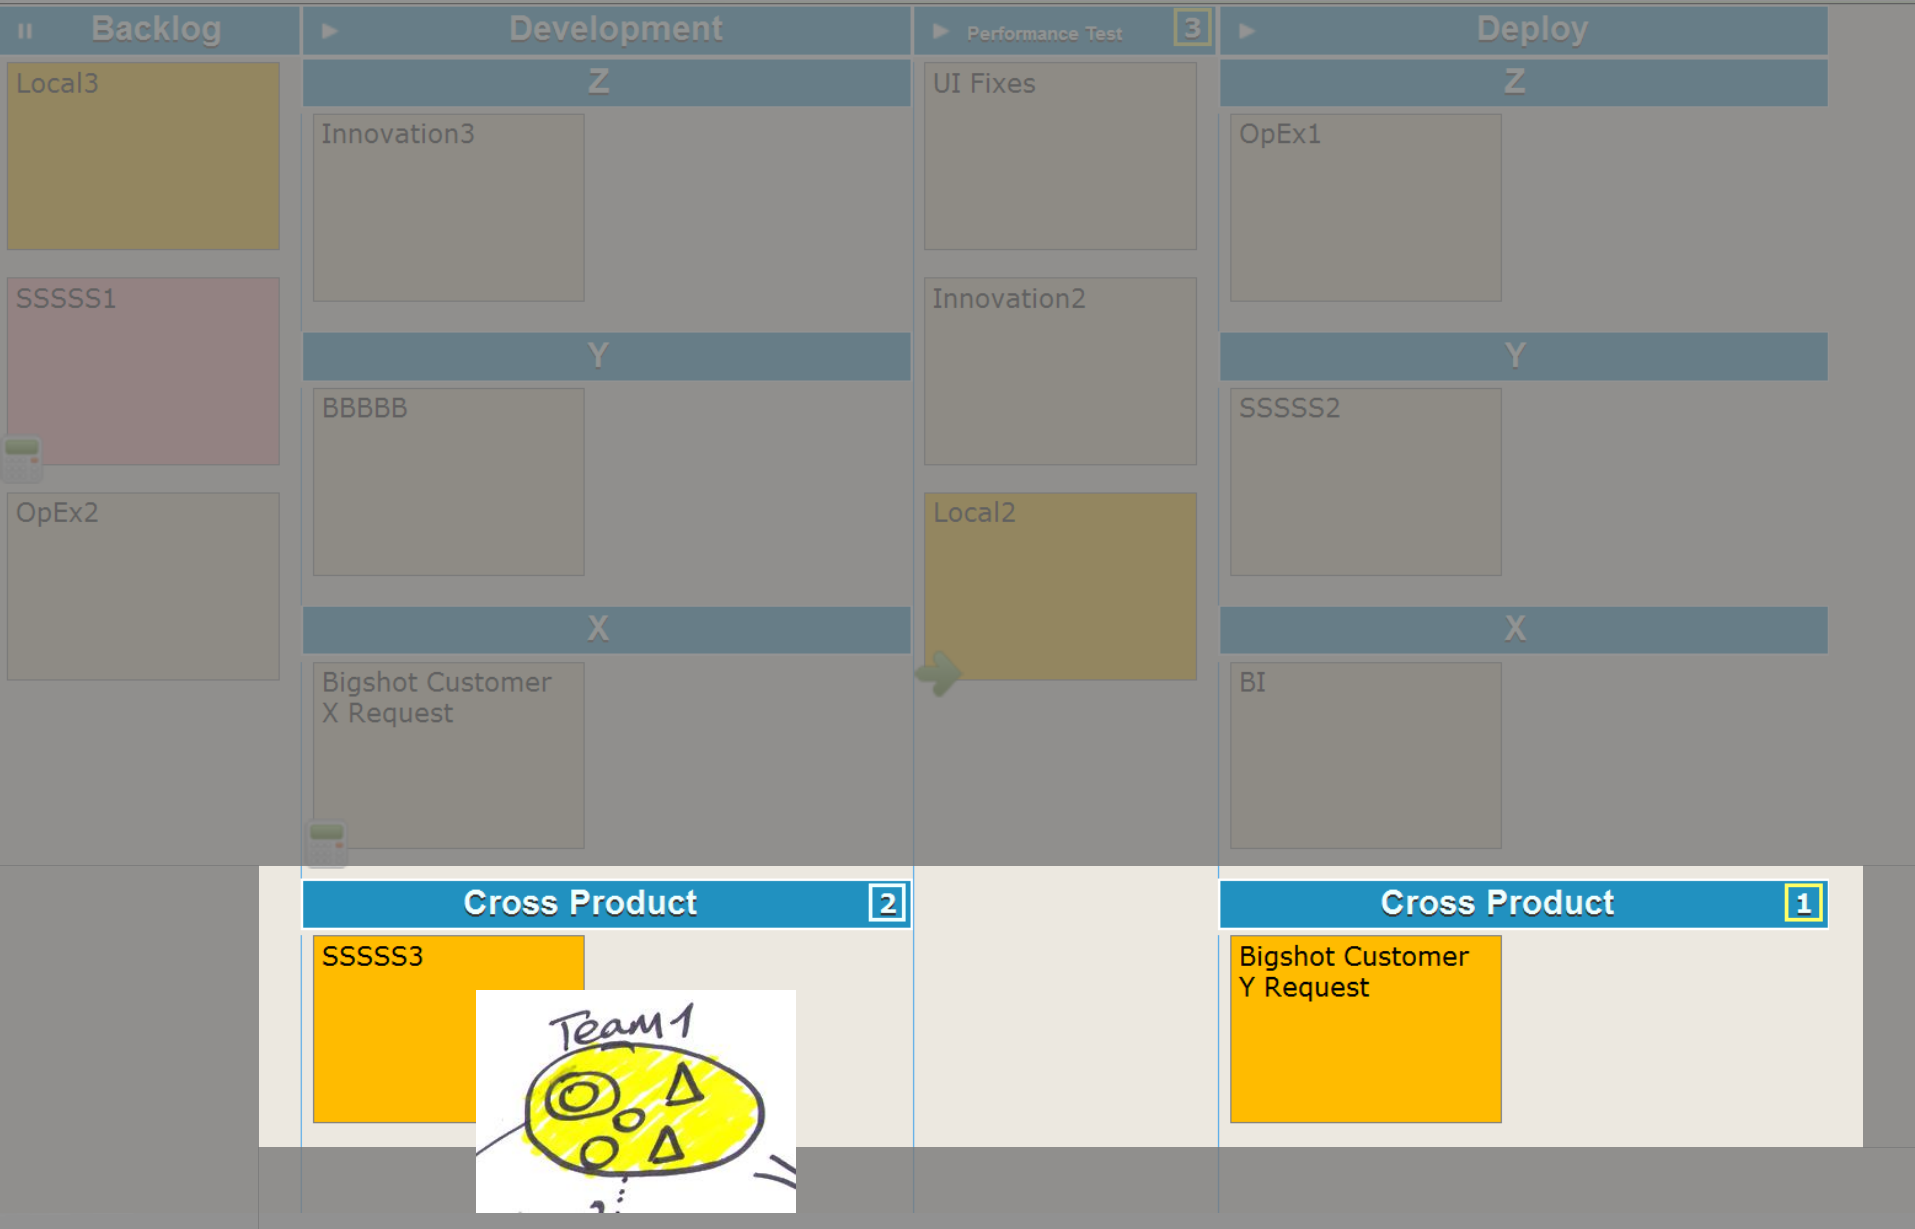 Backlog
Development
Performance Test
3
Deploy
Local3
SSSSS1
OpEx2
Z
Innovation3
Y
BBBBB
X
Bigshot Customer
X Request
UI Fixes
Innovation2
Local2
Z
OpEx1
Y
SSSSS2
X
BI
Cross Product
2
SSSSS3
Team 1
Cross Product
1
Bigshot Customer
Y Request